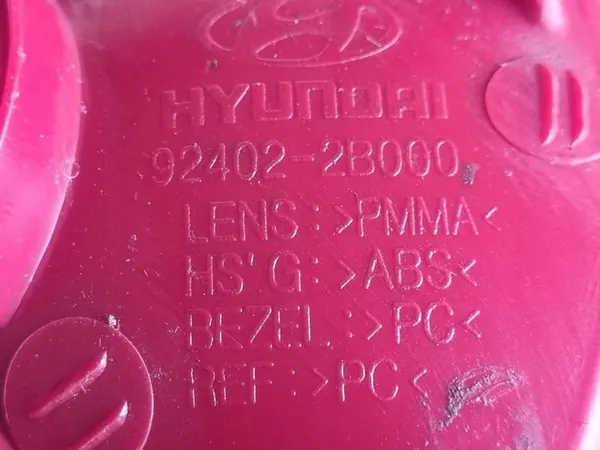 HYUNDAI
92402-2B000
LENS:>PMMA<
HS'G:>ABS<
BEZEL:>PC<
REF:>PC<